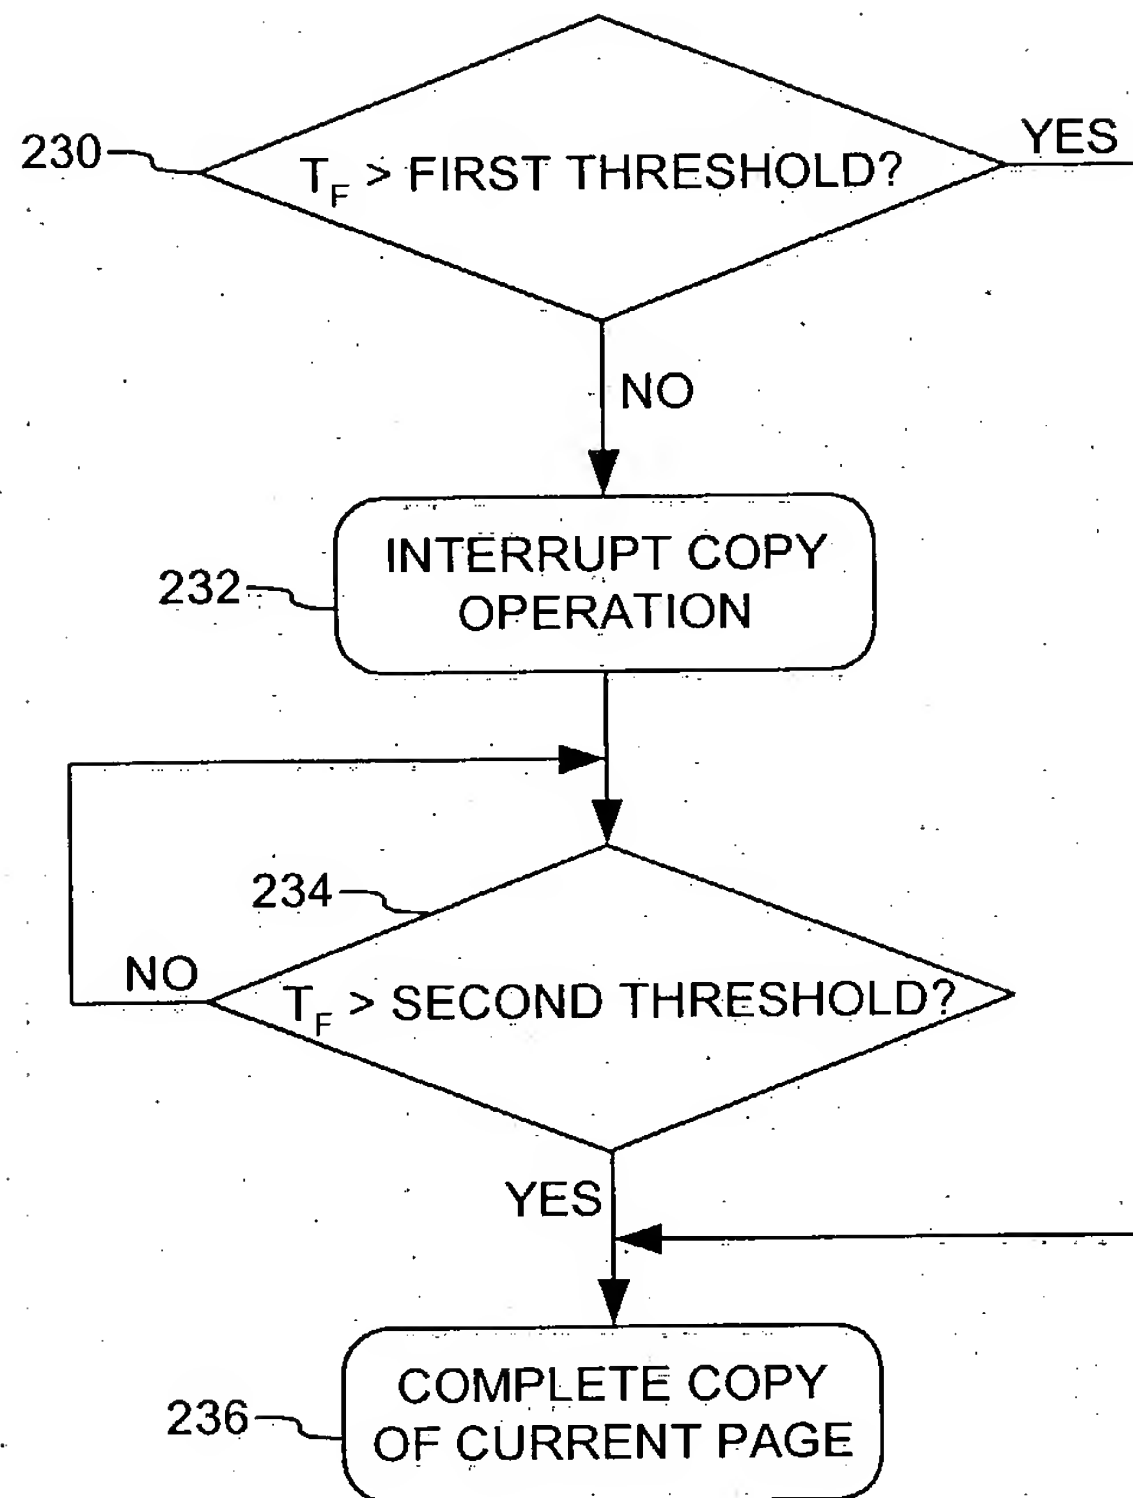 230
T_F > FIRST THRESHOLD?
YES
NO
232
INTERRUPT COPY
OPERATION
234
NO
T_F > SECOND THRESHOLD?
YES
236
COMPLETE COPY
OF CURRENT PAGE